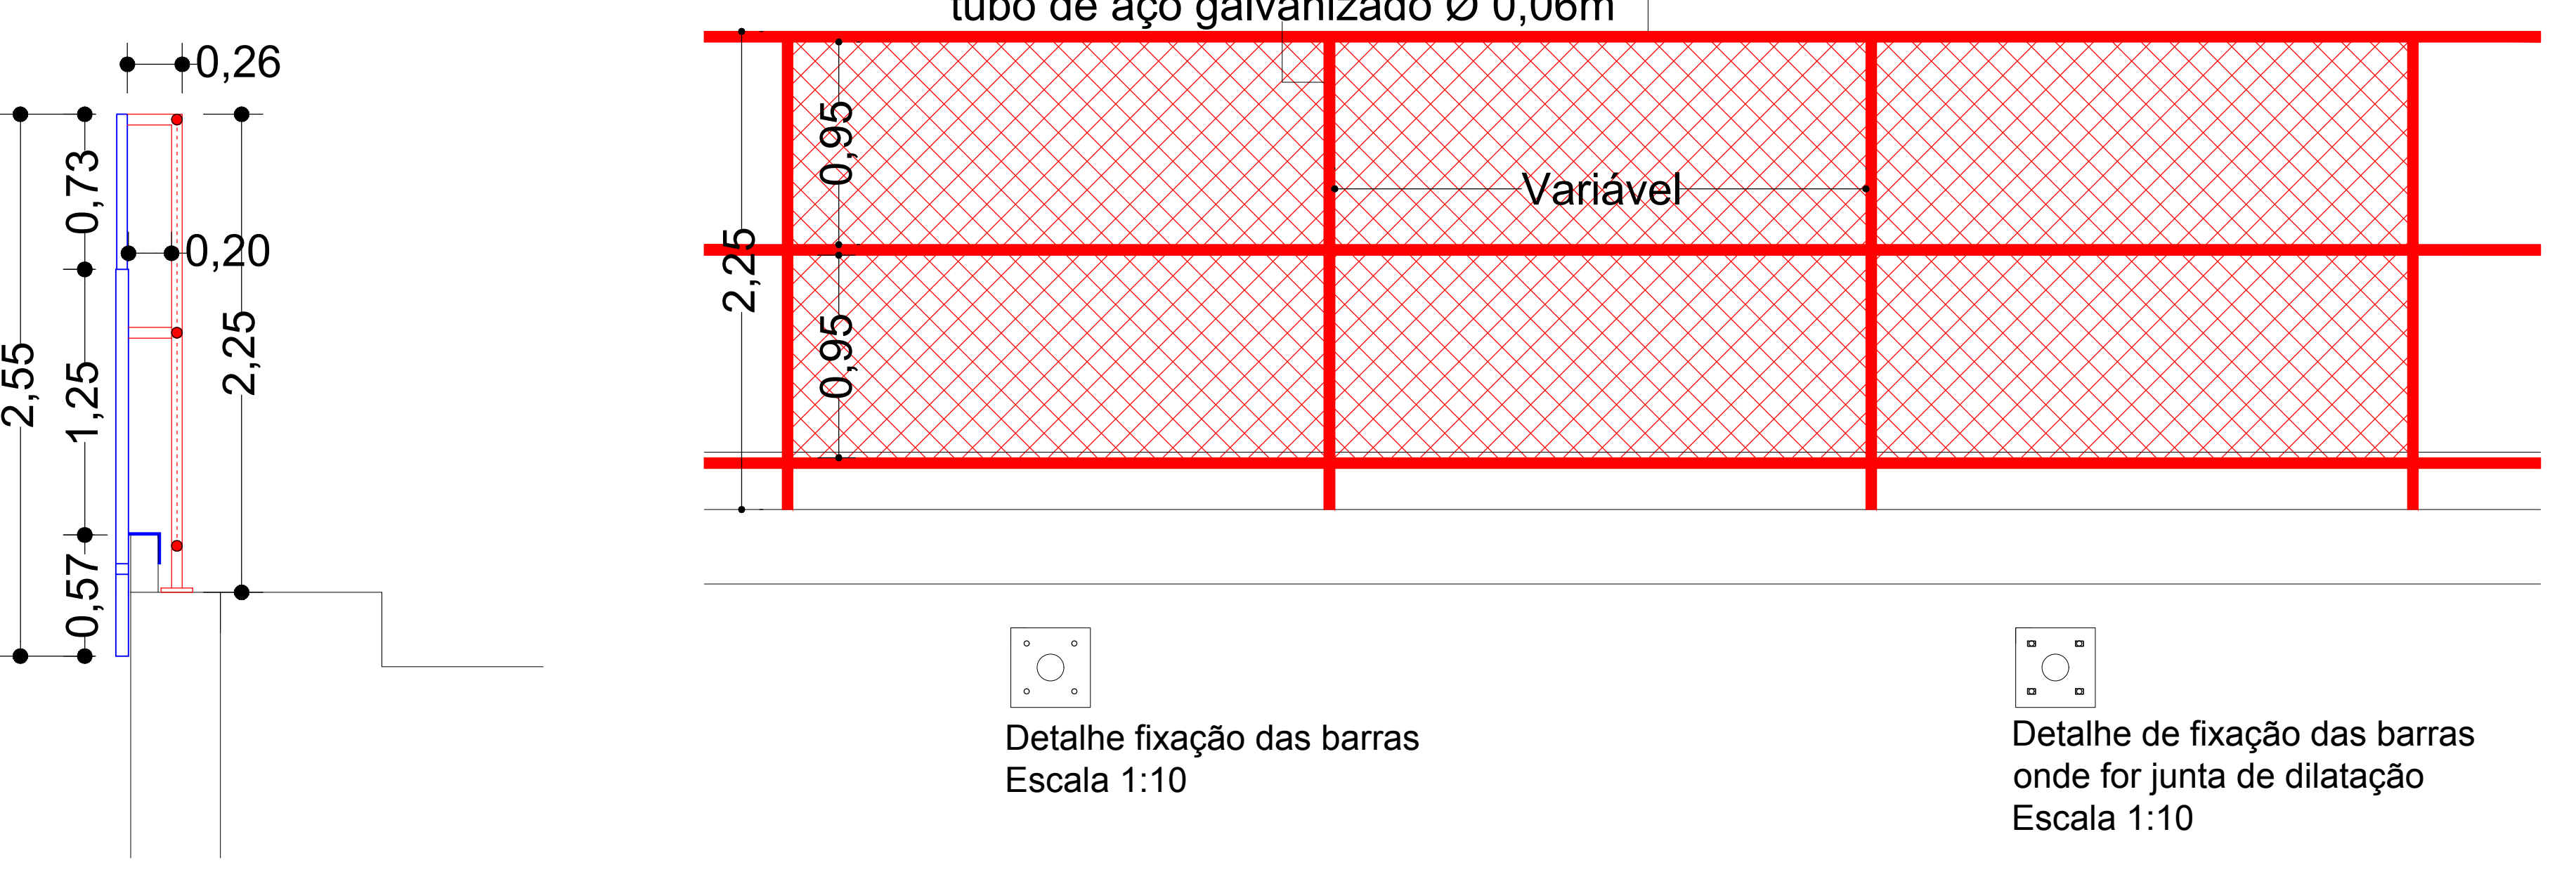 tubo de aço galvanizado Ø 0,06m
0,26
0,73
0,20
2,55
1,25
2,25
0,57
0,95
Variável
2,25
0,95
Detalhe fixação das barras
Escala 1:10
Detalhe de fixação das barras
onde for junta de dilatação
Escala 1:10